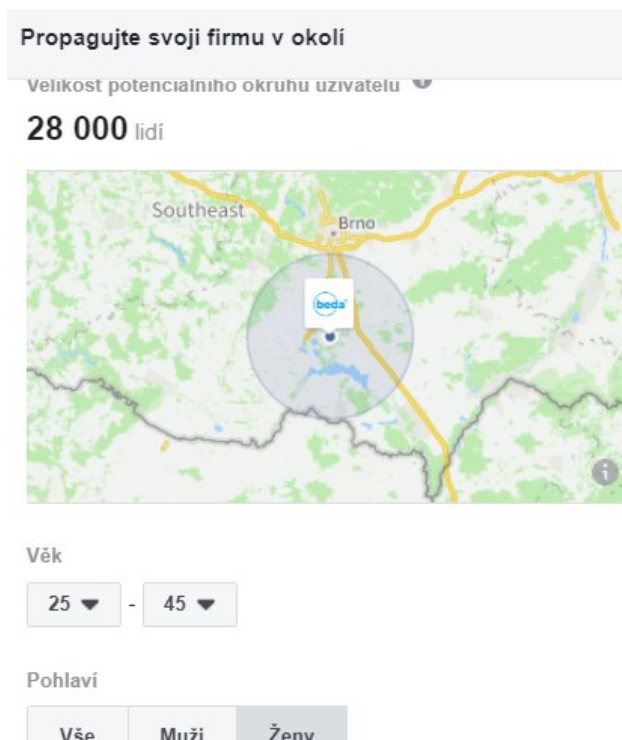 Propagujte svoji firmu v okolí
Velikost potenciálního okruhu uživatelů
28 000 lidí
Southeast
Brno
beda
Věk
25 - 45
Pohlaví
Vše Muži Ženy